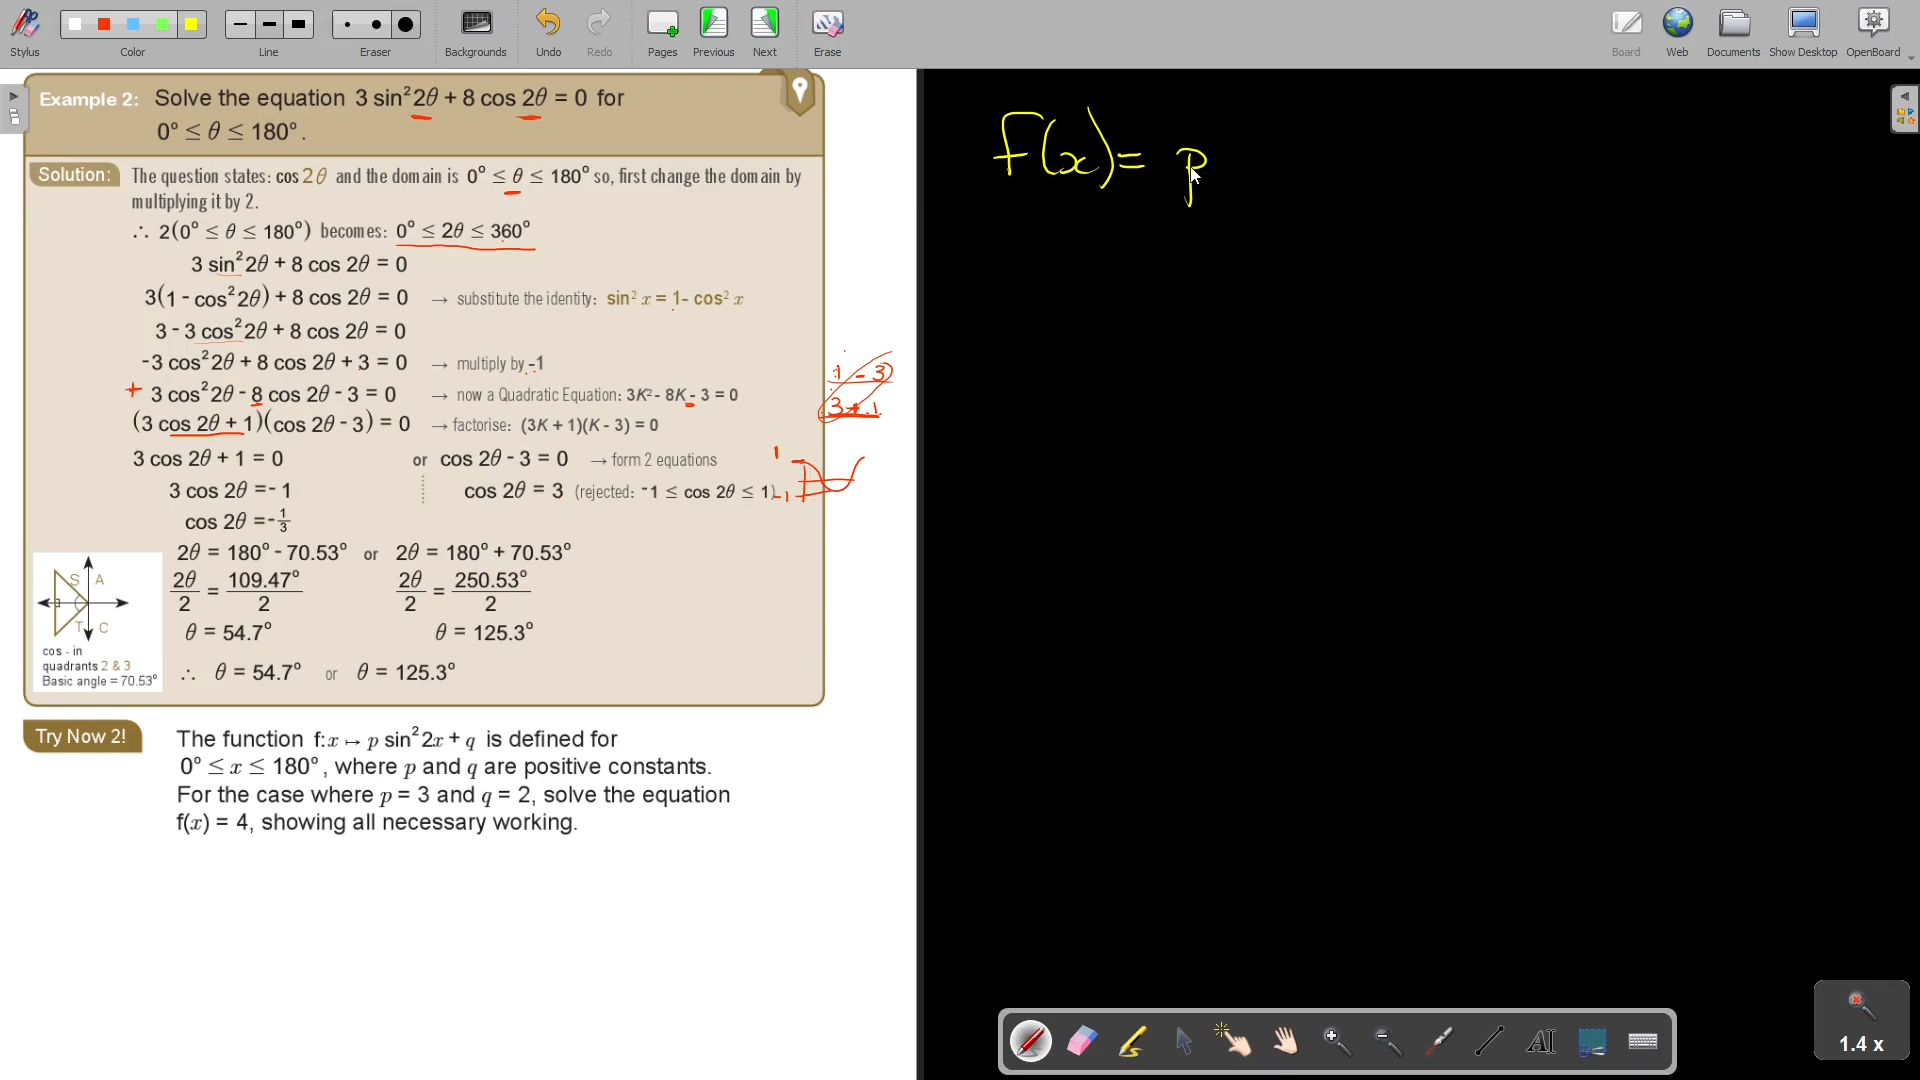 Stylus Color Line Eraser Backgrounds Undo Redo Pages Previous Next Erase Board Web Documents Show Desktop OpenBoard
Example 2: Solve the equation 3 sin²2θ + 8 cos 2θ = 0 for
0° ≤ θ ≤ 180°.
Solution: The question states: cos 2θ and the domain is 0° ≤ θ ≤ 180° so, first change the domain by
multiplying it by 2.
∴ 2(0° ≤ θ ≤ 180°) becomes: 0° ≤ 2θ ≤ 360°
3 sin²2θ + 8 cos 2θ = 0
3(1 - cos²2θ) + 8 cos 2θ = 0 → substitute the identity: sin² x = 1- cos² x
3 - 3 cos²2θ + 8 cos 2θ = 0
-3 cos²2θ + 8 cos 2θ + 3 = 0 → multiply by -1
+ 3 cos²2θ - 8 cos 2θ - 3 = 0 → now a Quadratic Equation: 3K² - 8K - 3 = 0
1 - 3
3 + 1
(3 cos 2θ + 1)(cos 2θ - 3) = 0 → factorise: (3K + 1)(K - 3) = 0
3 cos 2θ + 1 = 0 or cos 2θ - 3 = 0 → form 2 equations 1
3 cos 2θ = - 1 cos 2θ = 3 (rejected: -1 ≤ cos 2θ ≤ 1) -1
cos 2θ = - 1/3
2θ = 180° - 70.53° or 2θ = 180° + 70.53°
2θ/2 = 109.47°/2 2θ/2 = 250.53°/2
θ = 54.7° θ = 125.3°
∴ θ = 54.7° or θ = 125.3°
S A
T C
cos - in
quadrants 2 & 3
Basic angle = 70.53°
Try Now 2! The function f: x ↦ p sin²2x + q is defined for
0° ≤ x ≤ 180°, where p and q are positive constants.
For the case where p = 3 and q = 2, solve the equation
f(x) = 4, showing all necessary working.
f(x) = p
AI
1.4 x